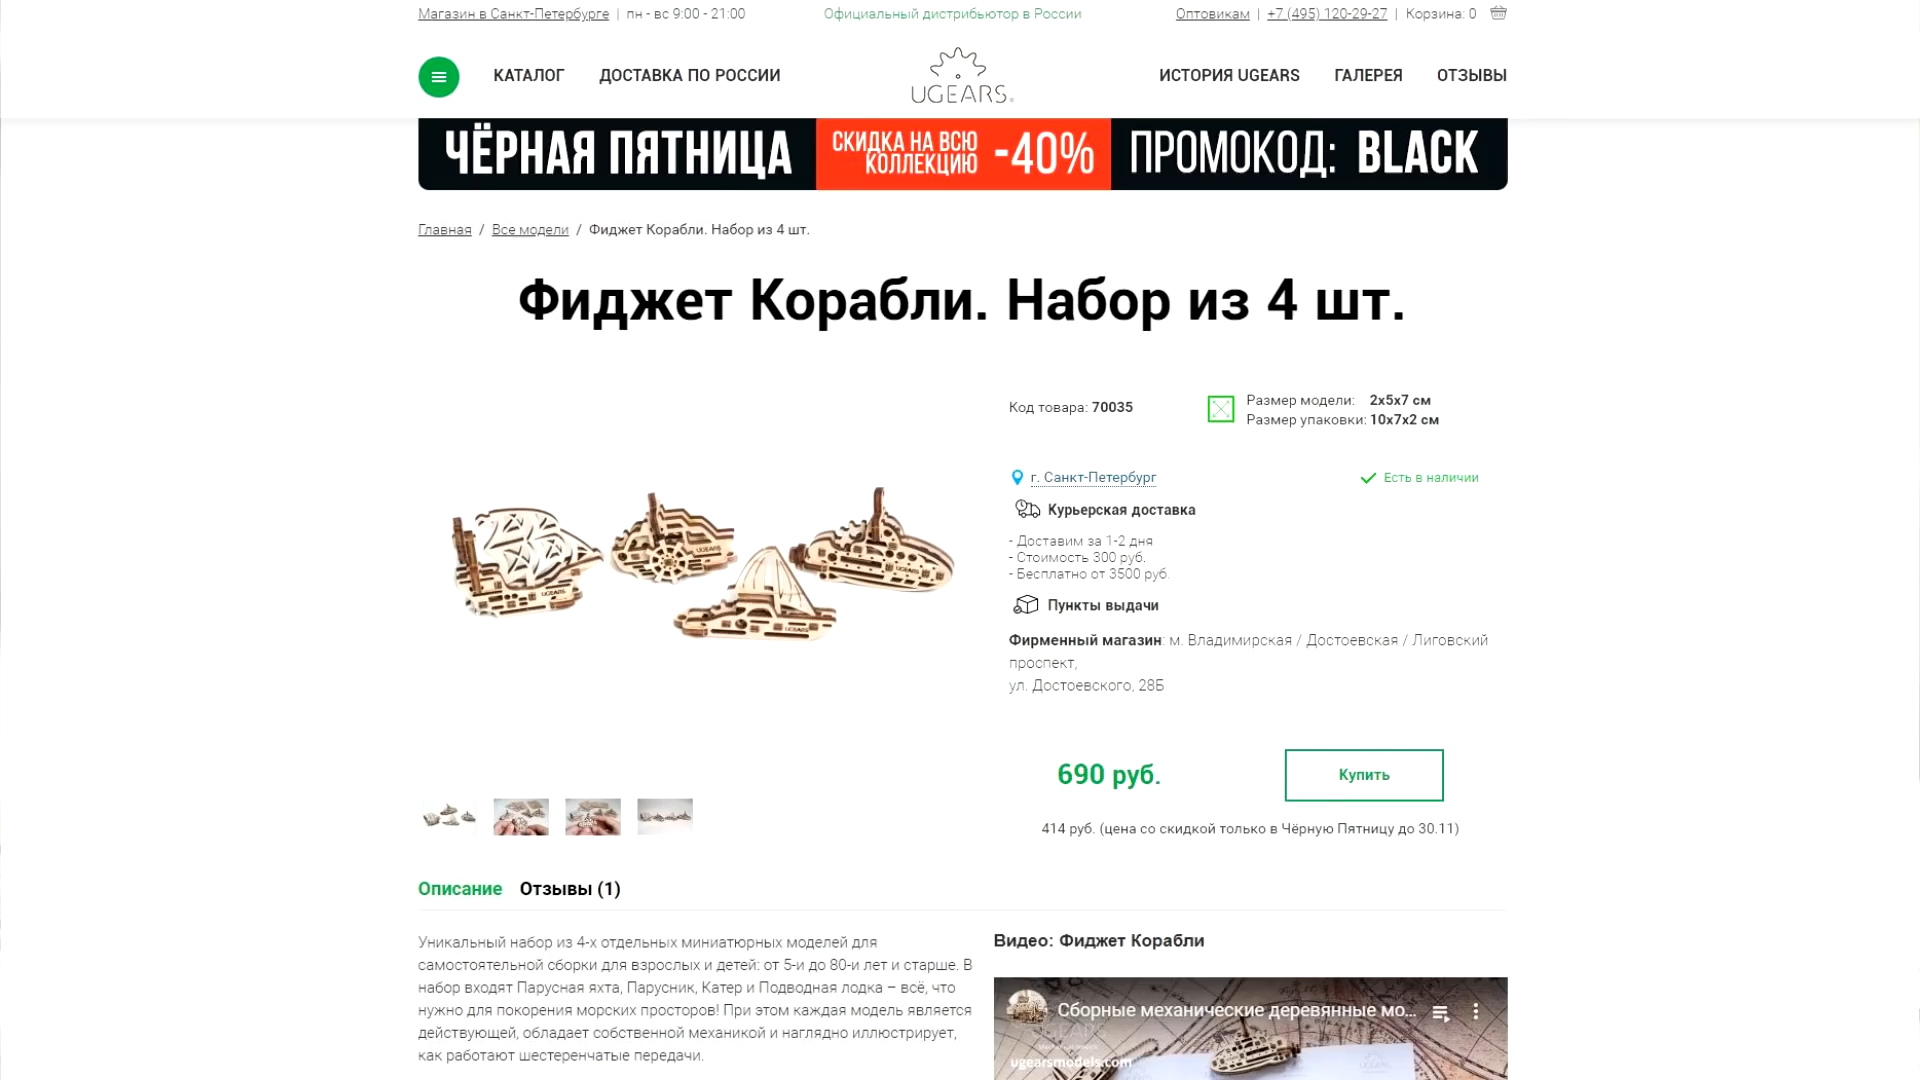 Магазин в Санкт-Петербурге | пн - вс 9:00 - 21:00
Официальный дистрибьютор в России
Оптовикам | +7 (495) 120-29-27 | Корзина: 0
КАТАЛОГ
ДОСТАВКА ПО РОССИИ
UGEARS
ИСТОРИЯ UGEARS
ГАЛЕРЕЯ
ОТЗЫВЫ
ЧЁРНАЯ ПЯТНИЦА
СКИДКА НА ВСЮ
КОЛЛЕКЦИЮ
-40%
ПРОМОКОД: BLACK
Главная / Все модели / Фиджет Корабли. Набор из 4 шт.
Фиджет Корабли. Набор из 4 шт.
Код товара: 70035
Размер модели: 2x5x7 см
Размер упаковки: 10x7x2 см
г. Санкт-Петербург
Есть в наличии
Курьерская доставка
- Доставим за 1-2 дня
- Стоимость 300 руб.
- Бесплатно от 3500 руб.
Пункты выдачи
Фирменный магазин: м. Владимирская / Достоевская / Лиговский
проспект,
ул. Достоевского, 28Б
UGEARS
UGEARS
UGEARS
UGEARS
690 руб.
Купить
414 руб. (цена со скидкой только в Чёрную Пятницу до 30.11)
Описание
Отзывы (1)
Уникальный набор из 4-х отдельных миниатюрных моделей для
самостоятельной сборки для взрослых и детей: от 5-и до 80-и лет и старше. В
набор входят Парусная яхта, Парусник, Катер и Подводная лодка – всё, что
нужно для покорения морских просторов! При этом каждая модель является
действующей, обладает собственной механикой и наглядно иллюстрирует,
как работают шестеренчатые передачи.
Видео: Фиджет Корабли
Сборные механические деревянные мо...
UGEARS
ugearsmodels.com